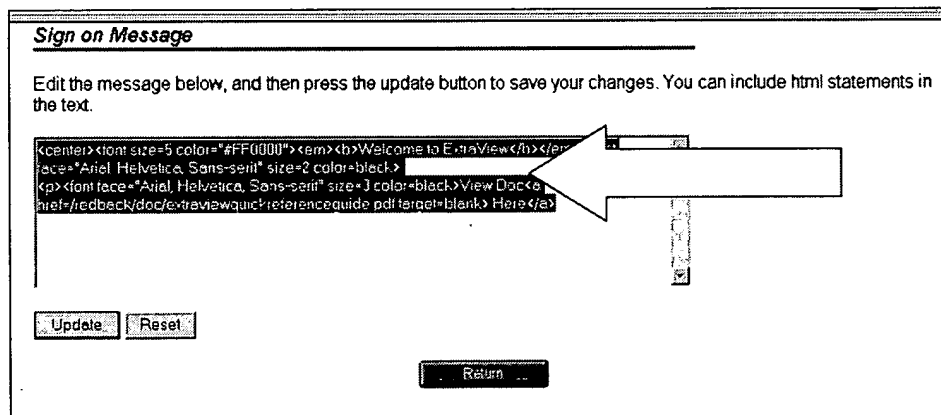 Sign on Message
Edit the message below, and then press the update button to save your changes. You can include html statements in
the text.
<center><font size=5 color="#FF0000"><em><b>Welcome to ExtraView</b></em>
face="Arial, Helvetica, Sans-serif" size=2 color=black>
<p><font face="Arial, Helvetica, Sans-serif" size=3 color=black>View Doc<a
href=/redback/doc/extraviewquickreferenceguide.pdf target=blank> Here</a>
Update Reset
Return